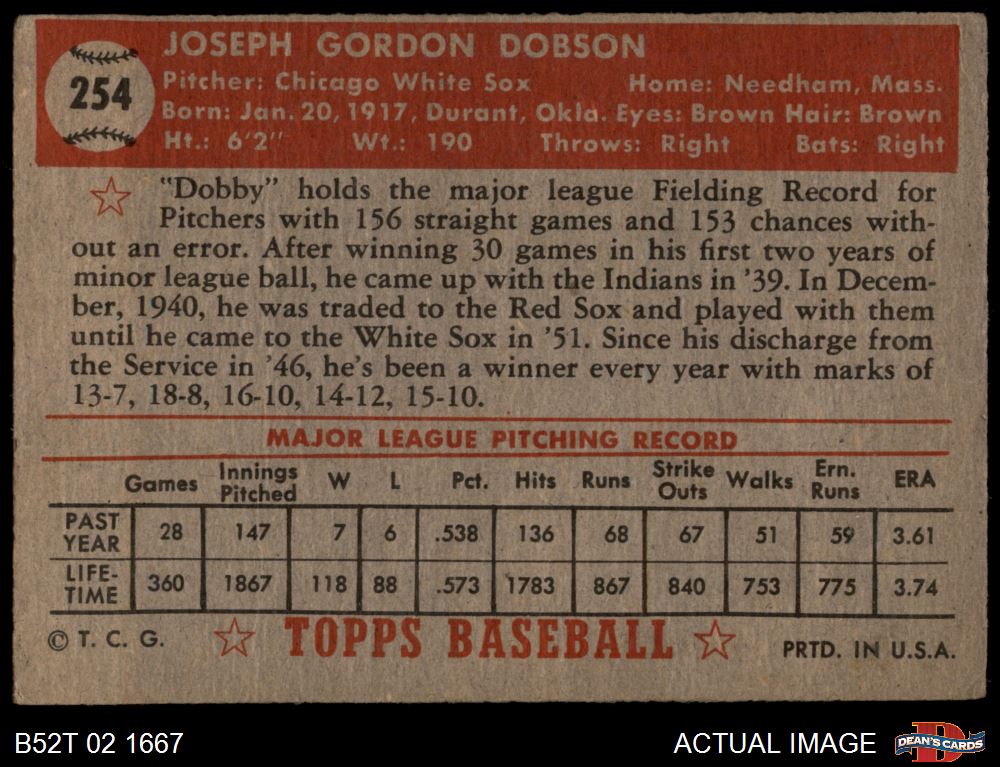 JOSEPH GORDON DOBSON
254
Pitcher: Chicago White Sox Home: Needham, Mass.
Born: Jan. 20, 1917, Durant, Okla. Eyes: Brown Hair: Brown
Ht.: 6'2" Wt.: 190 Throws: Right Bats: Right
"Dobby" holds the major league Fielding Record for
Pitchers with 156 straight games and 153 chances with-
out an error. After winning 30 games in his first two years of
minor league ball, he came up with the Indians in '39. In Decem-
ber, 1940, he was traded to the Red Sox and played with them
until he came to the White Sox in '51. Since his discharge from
the Service in '46, he's been a winner every year with marks of
13-7, 18-8, 16-10, 14-12, 15-10.
MAJOR LEAGUE PITCHING RECORD
Games Innings Pitched W L Pct. Hits Runs Strike Outs Walks Ern. Runs ERA
PAST YEAR 28 147 7 6 .538 136 68 67 51 59 3.61
LIFE-TIME 360 1867 118 88 .573 1783 867 840 753 775 3.74
© T. C. G. TOPPS BASEBALL PRTD. IN U.S.A.
B52T 02 1667 ACTUAL IMAGE D DEAN'S CARDS